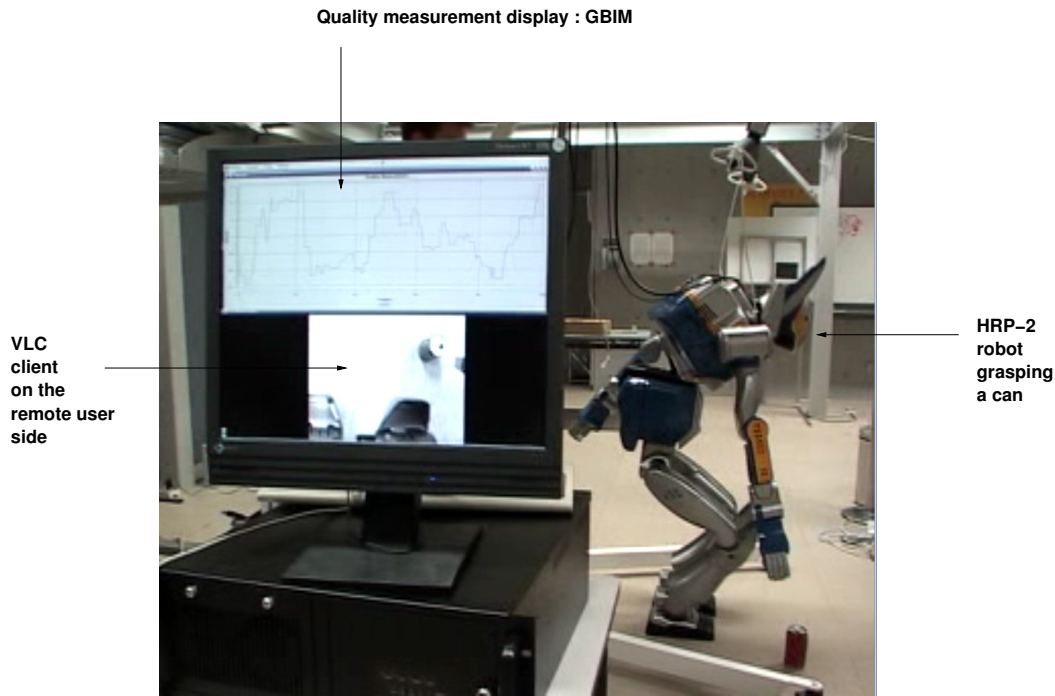 Quality measurement display : GBIM
VLC
client
on the
remote user
side
HRP−2
robot
grasping
a can